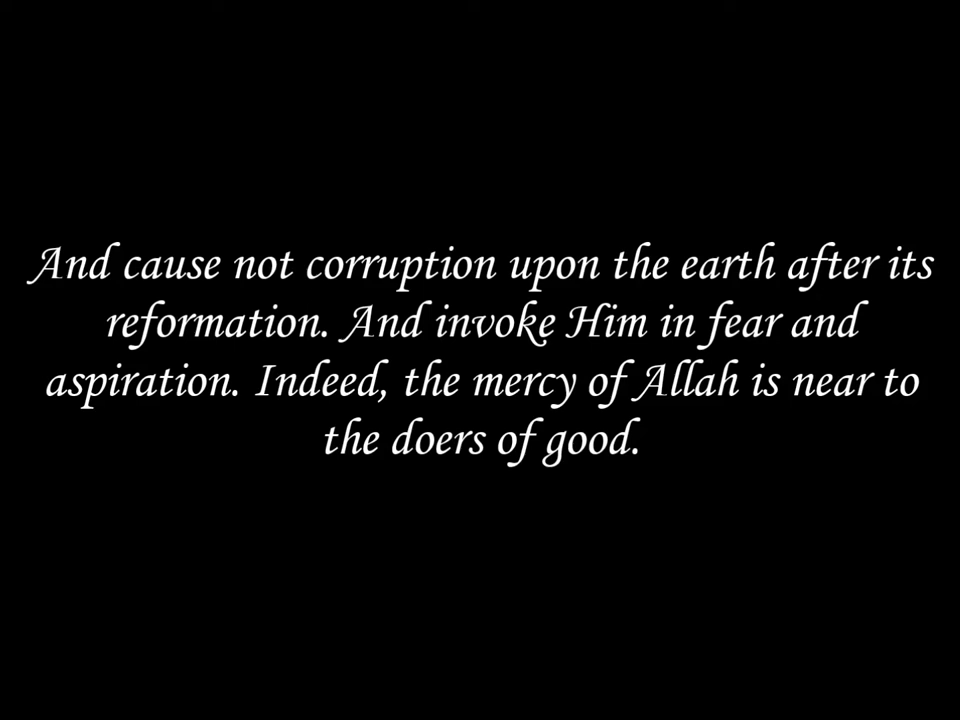 And cause not corruption upon the earth after its
reformation. And invoke Him in fear and
aspiration. Indeed, the mercy of Allah is near to
the doers of good.